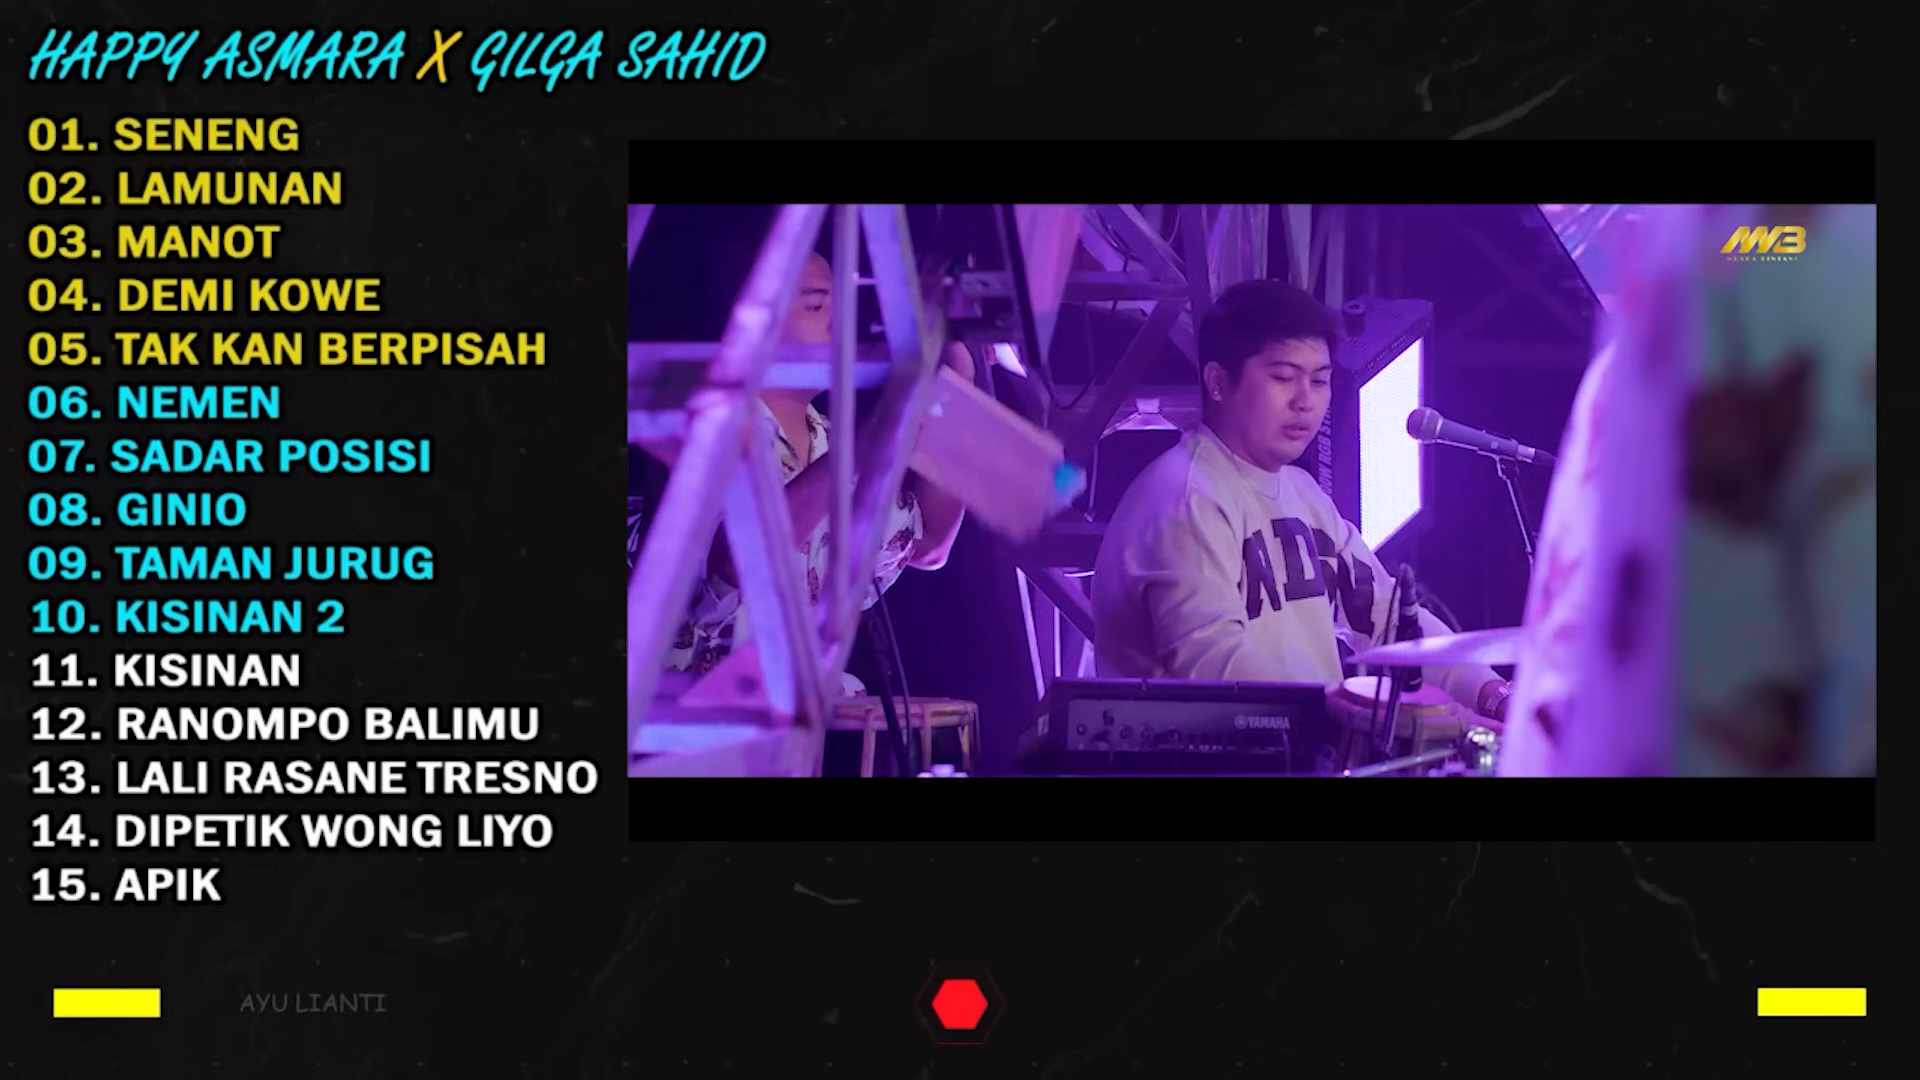 HAPPY ASMARA X GILGA SAHID
01. SENENG
02. LAMUNAN
03. MANOT
04. DEMI KOWE
05. TAK KAN BERPISAH
06. NEMEN
07. SADAR POSISI
08. GINIO
09. TAMAN JURUG
10. KISINAN 2
11. KISINAN
12. RANOMPO BALIMU
13. LALI RASANE TRESNO
14. DIPETIK WONG LIYO
15. APIK
YAMAHA
AYU LIANTI